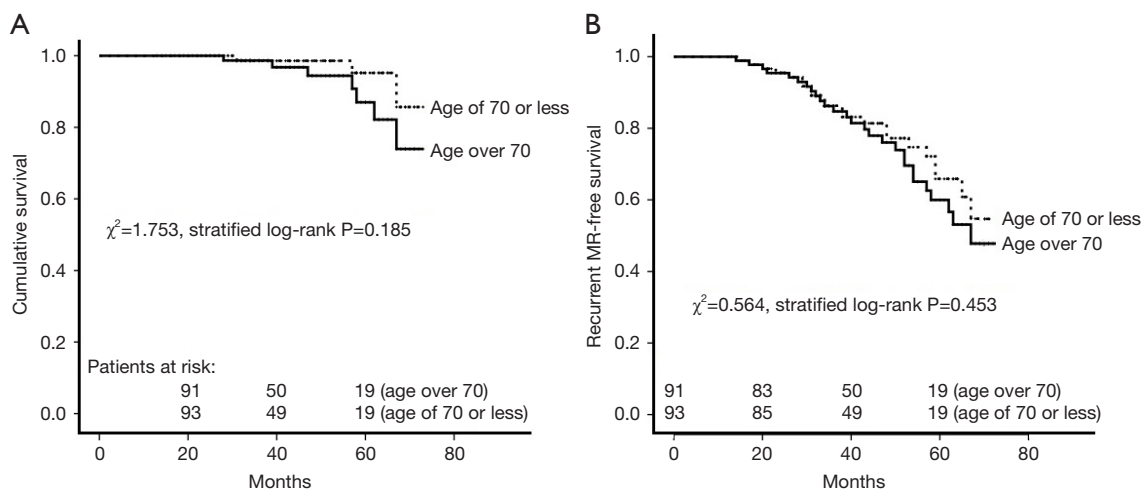 A
Cumulative survival
1.0
0.8
0.6
0.4
0.2
0.0
Age of 70 or less
Age over 70
χ²=1.753, stratified log-rank P=0.185
Patients at risk:
91 50 19 (age over 70)
93 49 19 (age of 70 or less)
0 20 40 60 80
Months
B
Recurrent MR-free survival
1.0
0.8
0.6
0.4
0.2
0.0
Age of 70 or less
Age over 70
χ²=0.564, stratified log-rank P=0.453
91 83 50 19 (age over 70)
93 85 49 19 (age of 70 or less)
0 20 40 60 80
Months